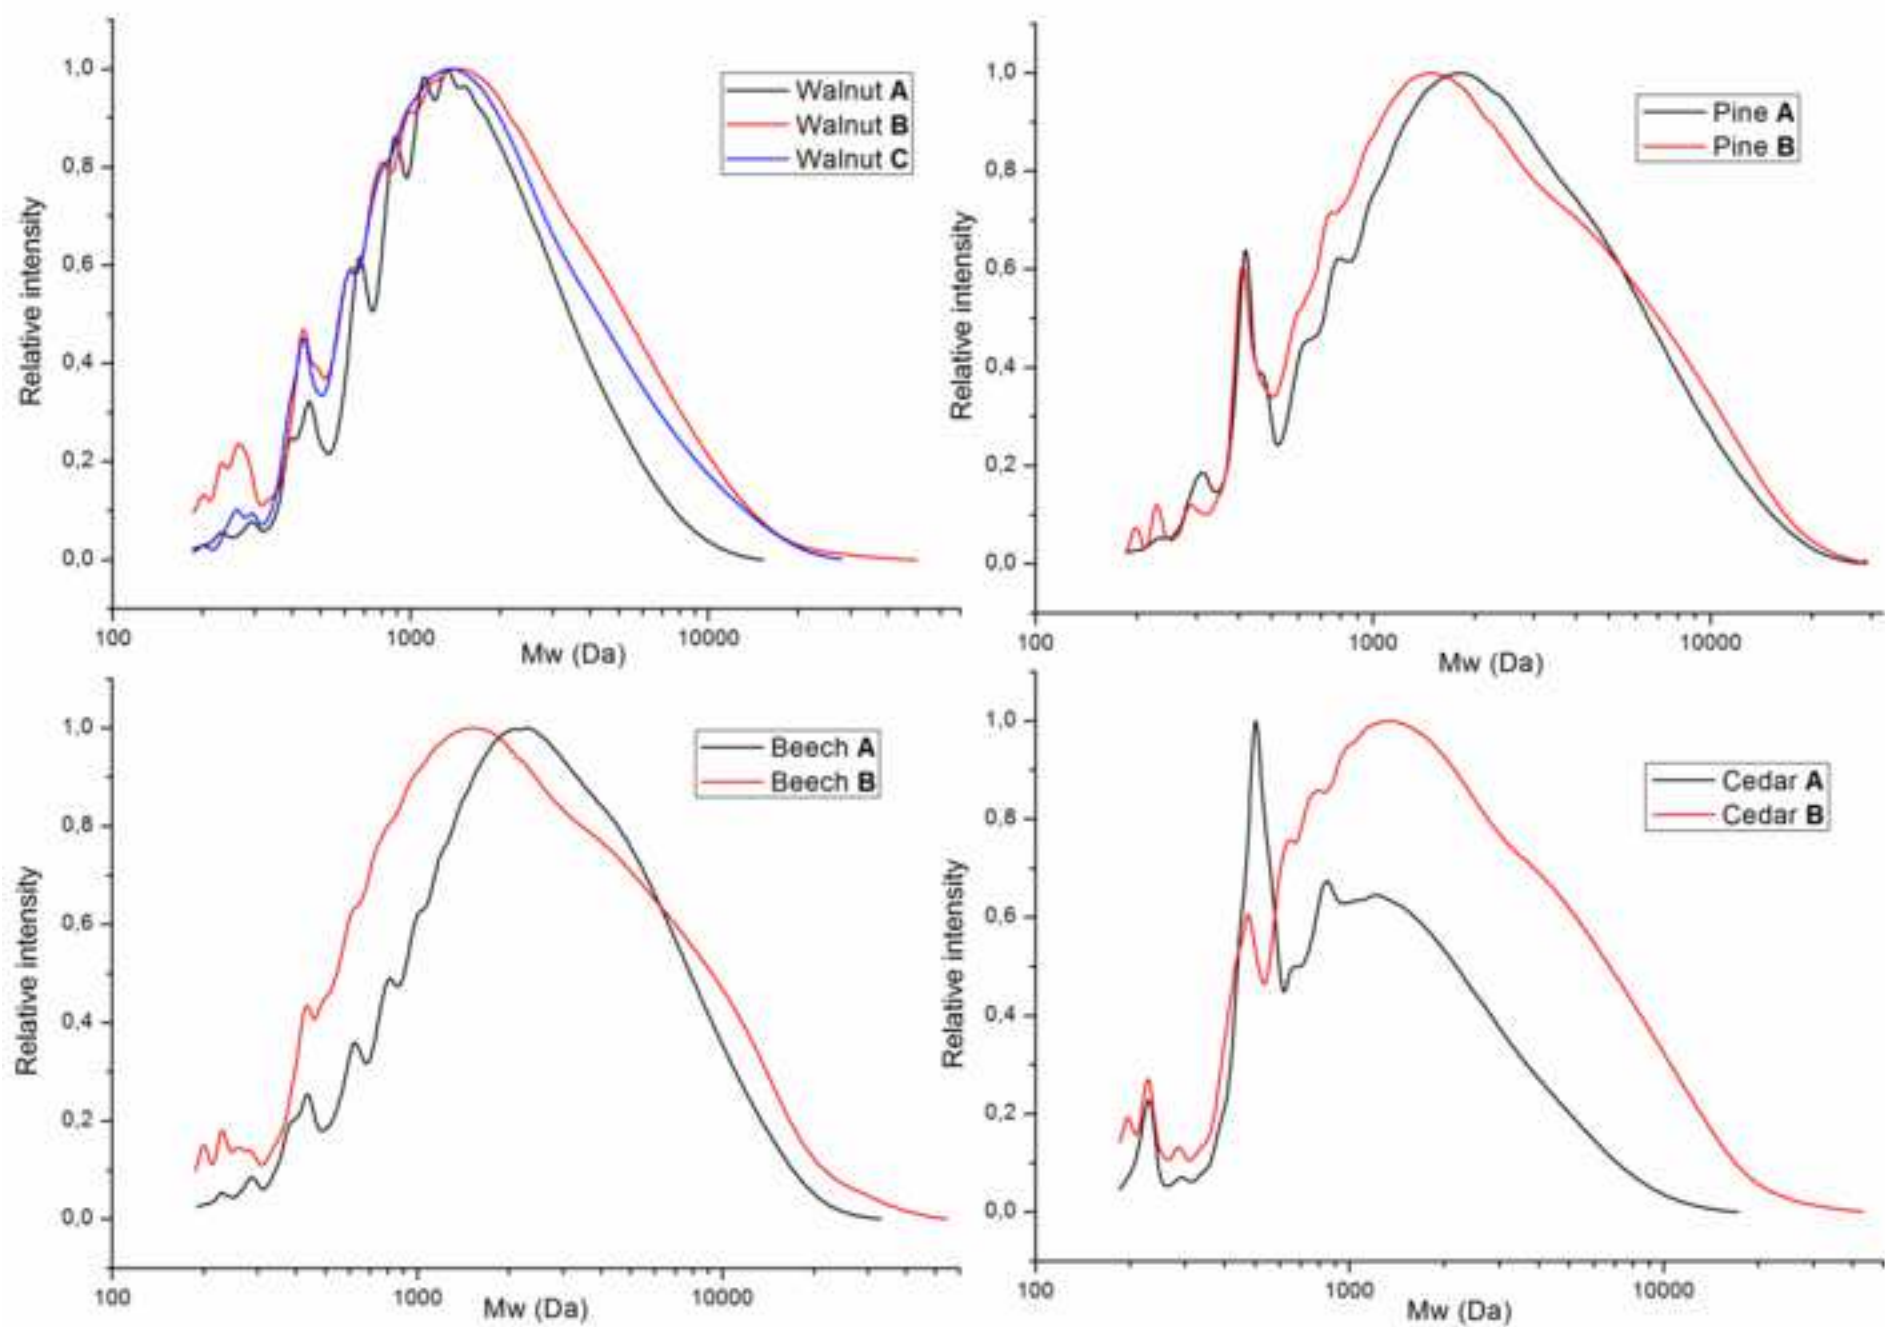 1,0
0,8
0,6
0,4
0,2
0,0
Relative intensity
100
1000
10000
Mw (Da)
Walnut A
Walnut B
Walnut C
1,0
0,8
0,6
0,4
0,2
0,0
Relative intensity
100
1000
10000
Mw (Da)
Pine A
Pine B
1,0
0,8
0,6
0,4
0,2
0,0
Relative intensity
100
1000
10000
Mw (Da)
Beech A
Beech B
1,0
0,8
0,6
0,4
0,2
0,0
Relative intensity
100
1000
10000
Mw (Da)
Cedar A
Cedar B